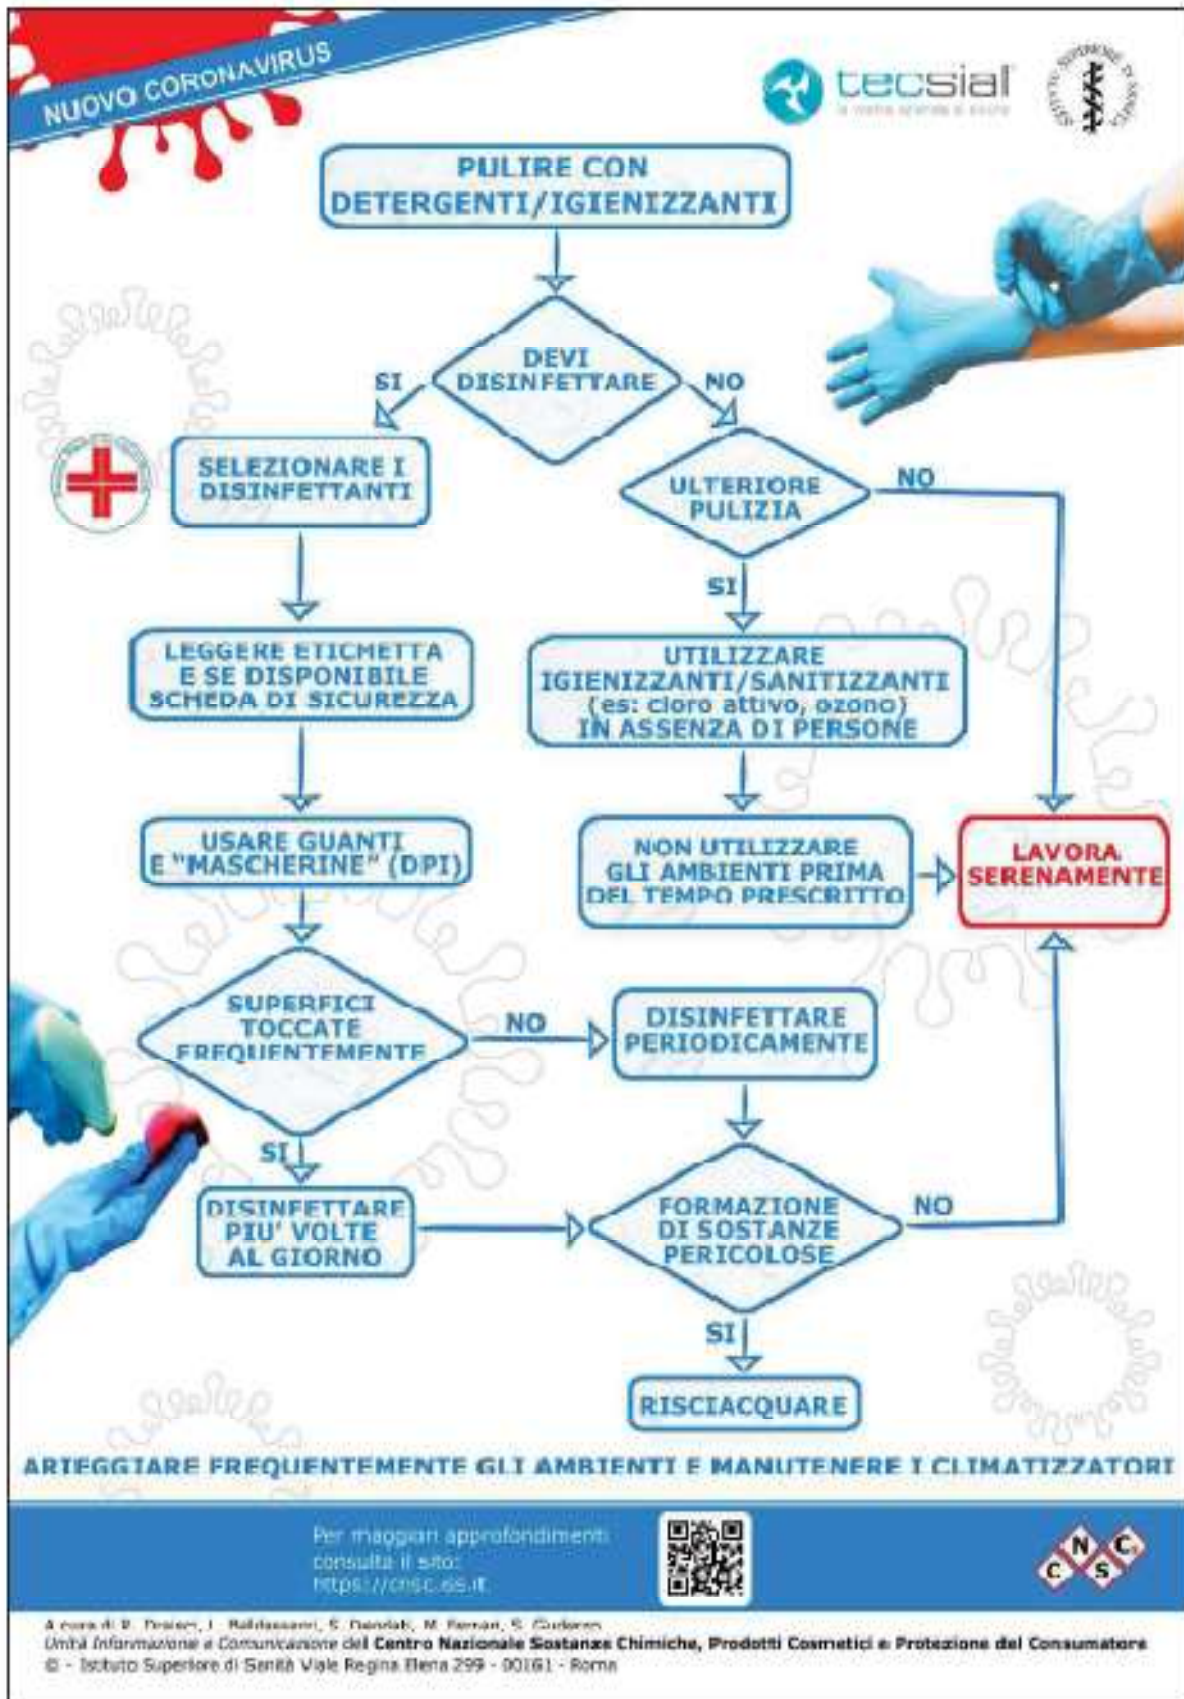 NUOVO CORONAVIRUS
tecsial
PULIRE CON
DETERGENTI/IGIENIZZANTI
DEVI
DISINFETTARE
SI
NO
SELEZIONARE I
DISINFETTANTI
ULTERIORE
PULIZIA
NO
SI
LEGGERE ETICHETTA
E SE DISPONIBILE
SCHEDA DI SICUREZZA
UTILIZZARE
IGIENIZZANTI/SANITIZZANTI
(es: cloro attivo, ozono)
IN ASSENZA DI PERSONE
USARE GUANTI
E "MASCHERINE" (DPI)
NON UTILIZZARE
GLI AMBIENTI PRIMA
DEL TEMPO PRESCRITTO
LAVORA
SERENAMENTE
SUPERFICI
TOCCATE
FREQUENTEMENTE
NO
DISINFETTARE
PERIODICAMENTE
SI
DISINFETTARE
PIU' VOLTE
AL GIORNO
FORMAZIONE
DI SOSTANZE
PERICOLOSE
NO
SI
RISCIACQUARE
ARIEGGIARE FREQUENTEMENTE GLI AMBIENTI E MANUTENERE I CLIMATIZZATORI
Per maggiori approfondimenti
consulta il sito:
C N S C
A cura di
Unità Informazione e Comunicazione del Centro Nazionale Sostanze Chimiche, Prodotti Cosmetici e Protezione del Consumatore
© - Istituto Superiore di Sanità Viale Regina Elena 299 - 00161 - Roma